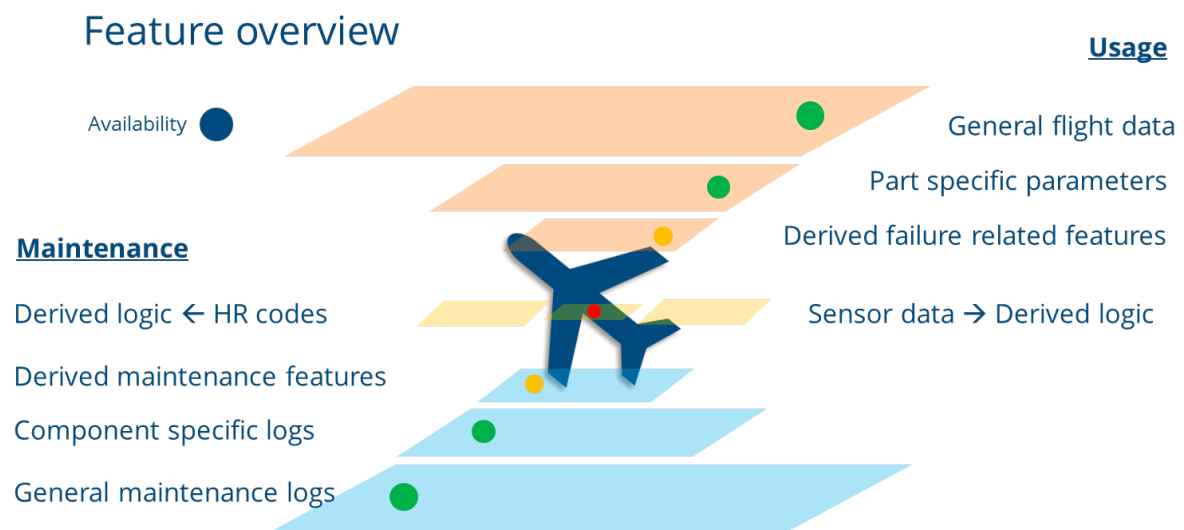 Feature overview
Usage
Availability
General flight data
Part specific parameters
Derived failure related features
Maintenance
Derived logic ← HR codes
Sensor data → Derived logic
Derived maintenance features
Component specific logs
General maintenance logs